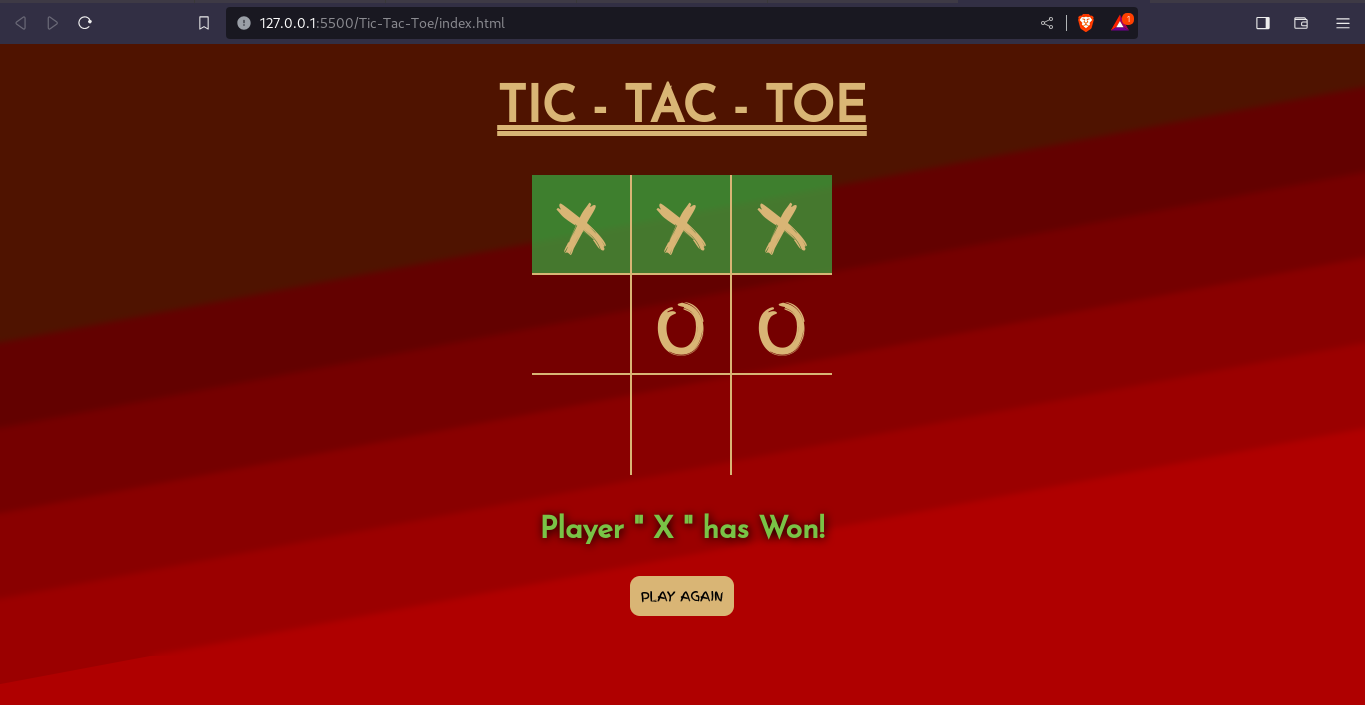 127.0.0.1:5500/Tic-Tac-Toe/index.html
1
TIC - TAC - TOE
X X X
O O
Player " X " has Won!
PLAY AGAIN